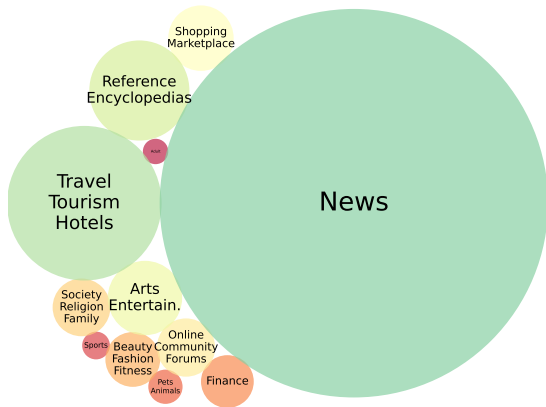 Shopping
Marketplace
Reference
Encyclopedias
Adult
Travel
Tourism
Hotels
News
Arts
Entertain.
Society
Religion
Family
Online
Community
Forums
Sports
Beauty
Fashion
Fitness
Pets
Animals
Finance